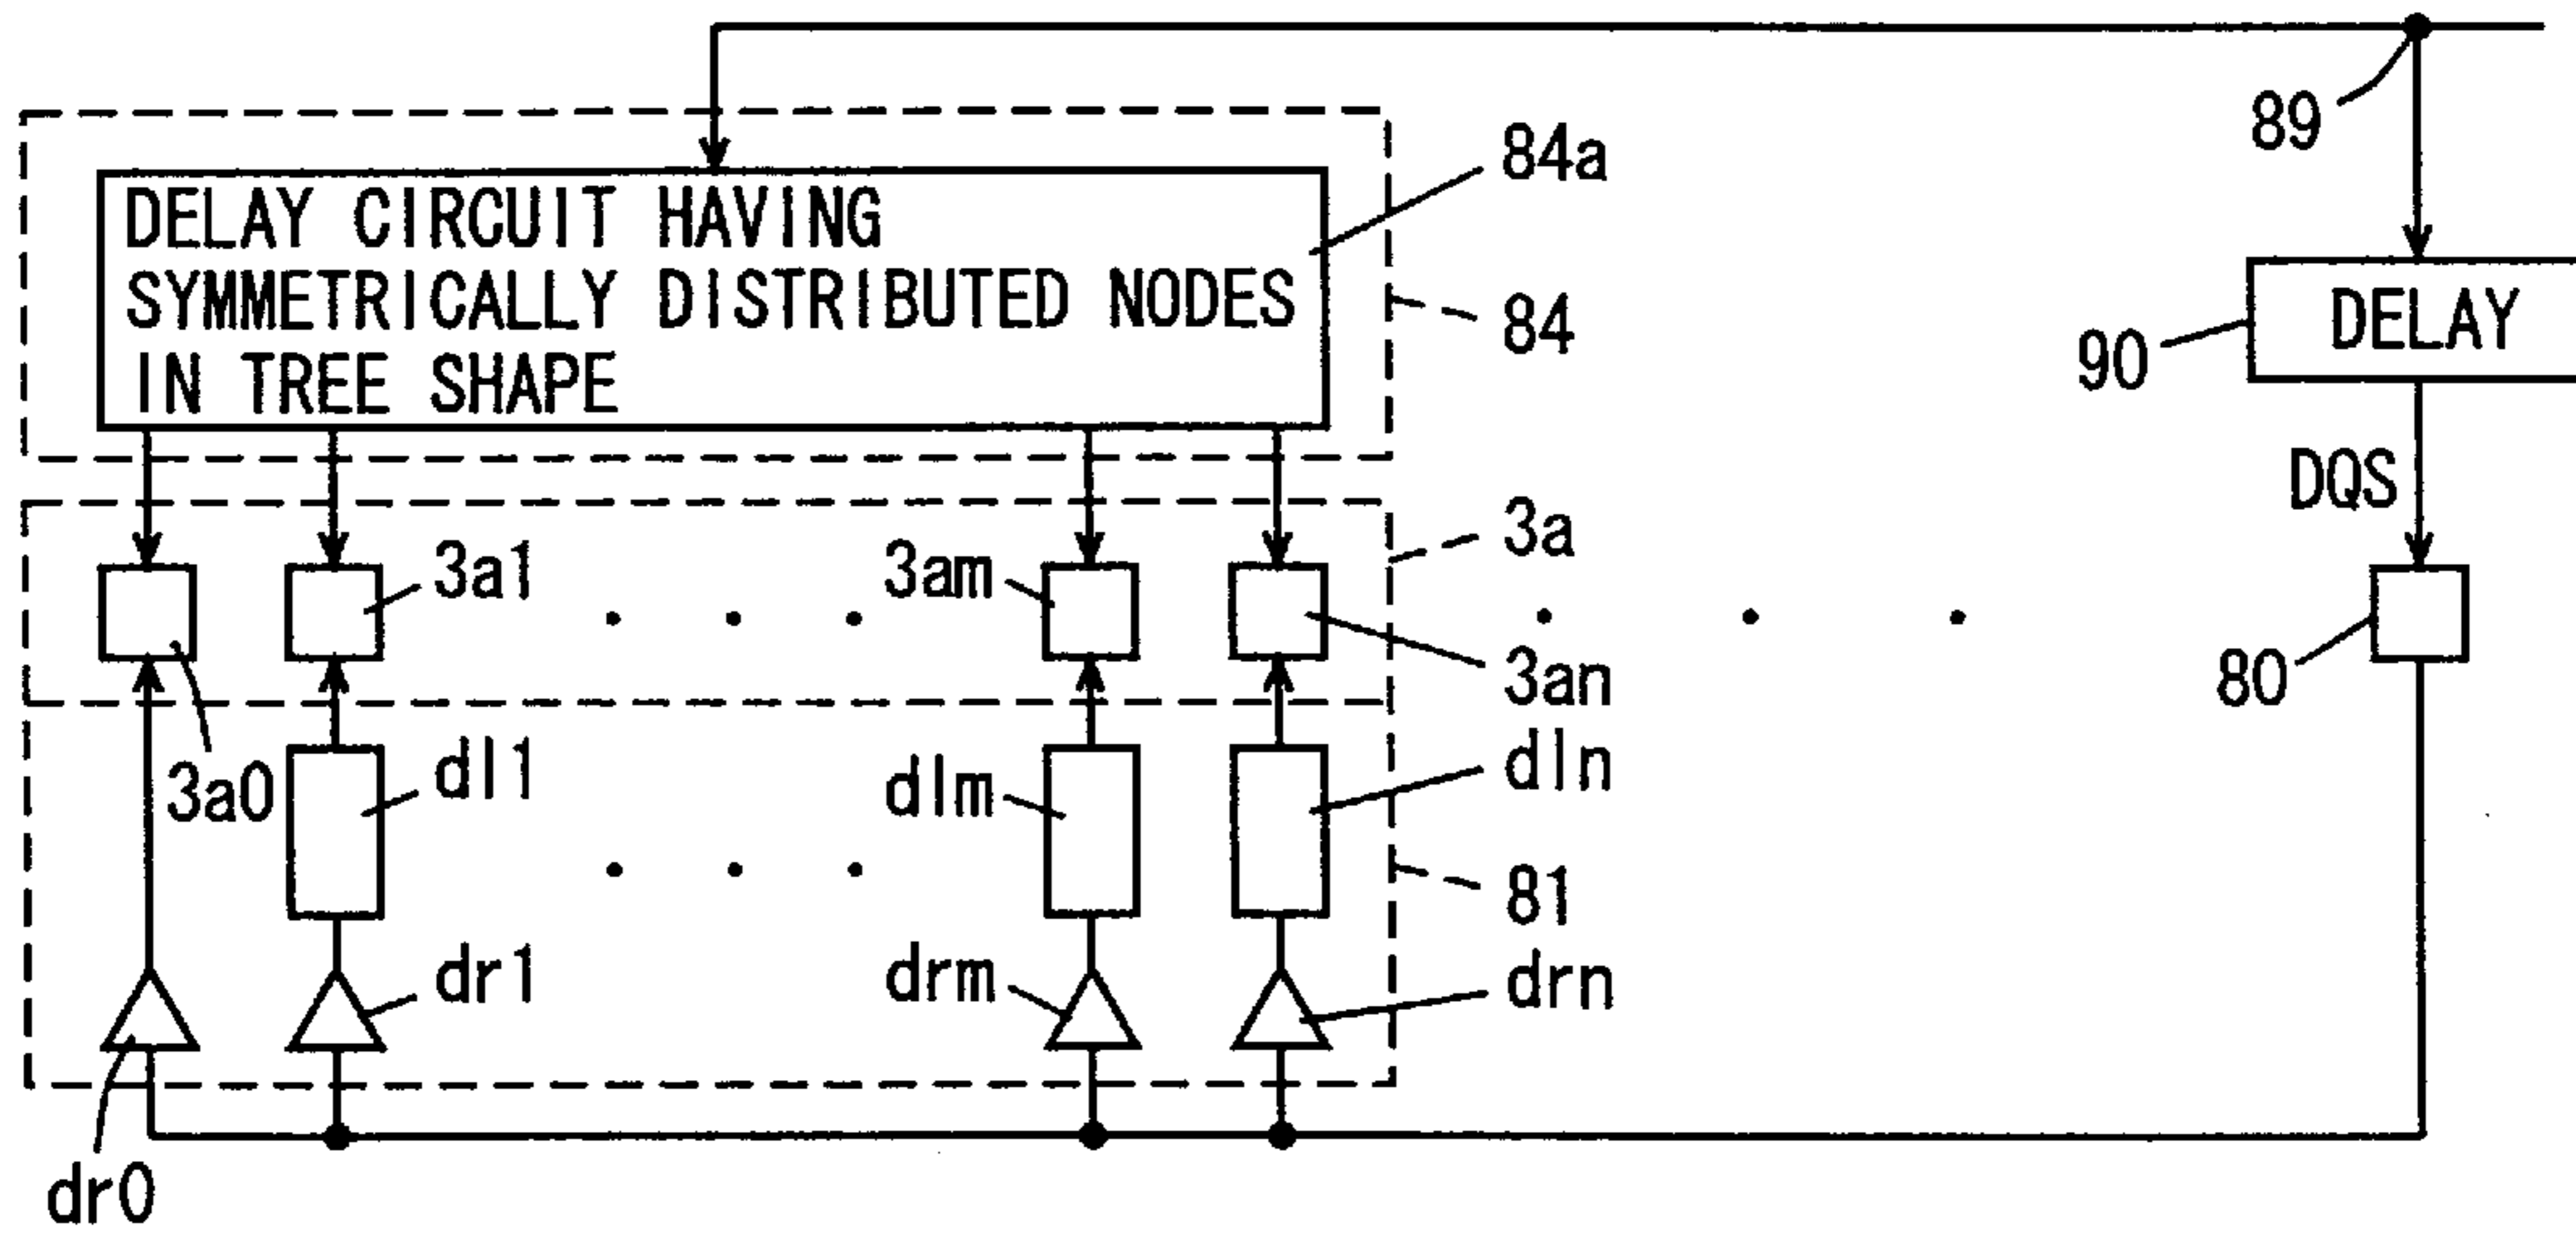 89
84a
DELAY CIRCUIT HAVING
SYMMETRICALLY DISTRIBUTED NODES
IN TREE SHAPE
84
90
DELAY
DQS
3a
3a1
3am
3an
80
3a0
dl1
dlm
dln
81
dr1
drm
drn
dr0